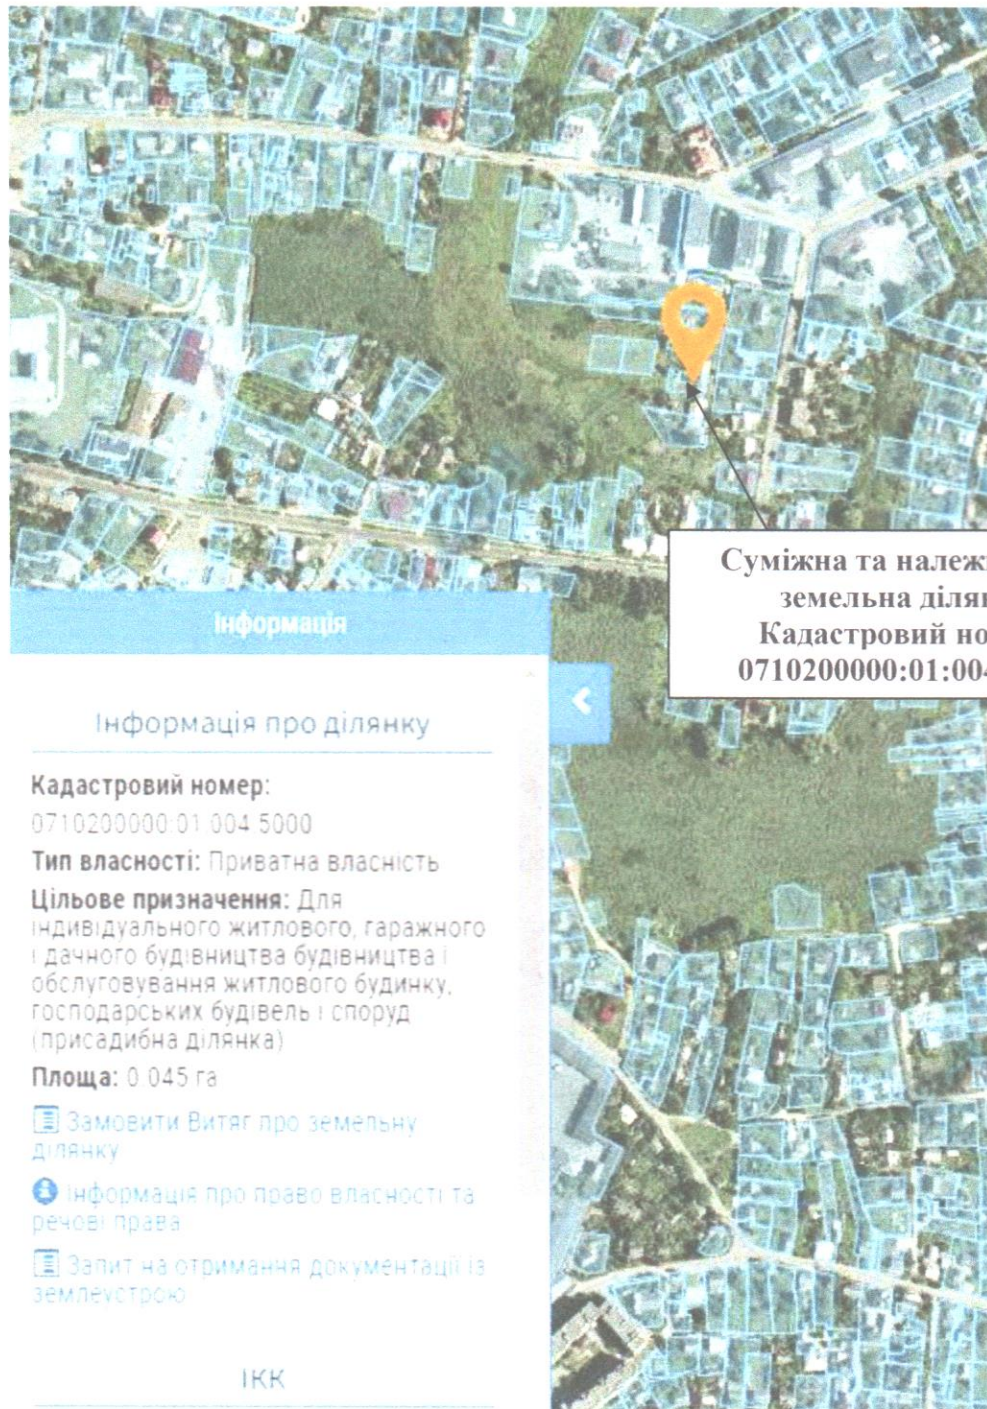 Суміжна та належ
земельна діля
Кадастровий но
0710200000:01:004
інформація
Інформація про ділянку
Кадастровий номер:
0710200000:01:004:5000
Тип власності: Приватна власність
Цільове призначення: Для
індивідуального житлового, гаражного
і дачного будівництва будівництва і
обслуговування житлового будинку,
господарських будівель і споруд
(присадибна ділянка)
Площа: 0.045 га
Замовити Витяг про земельну
ділянку
Інформація про право власності та
речові права
Запит на отримання документації із
землеустрою
ІКК